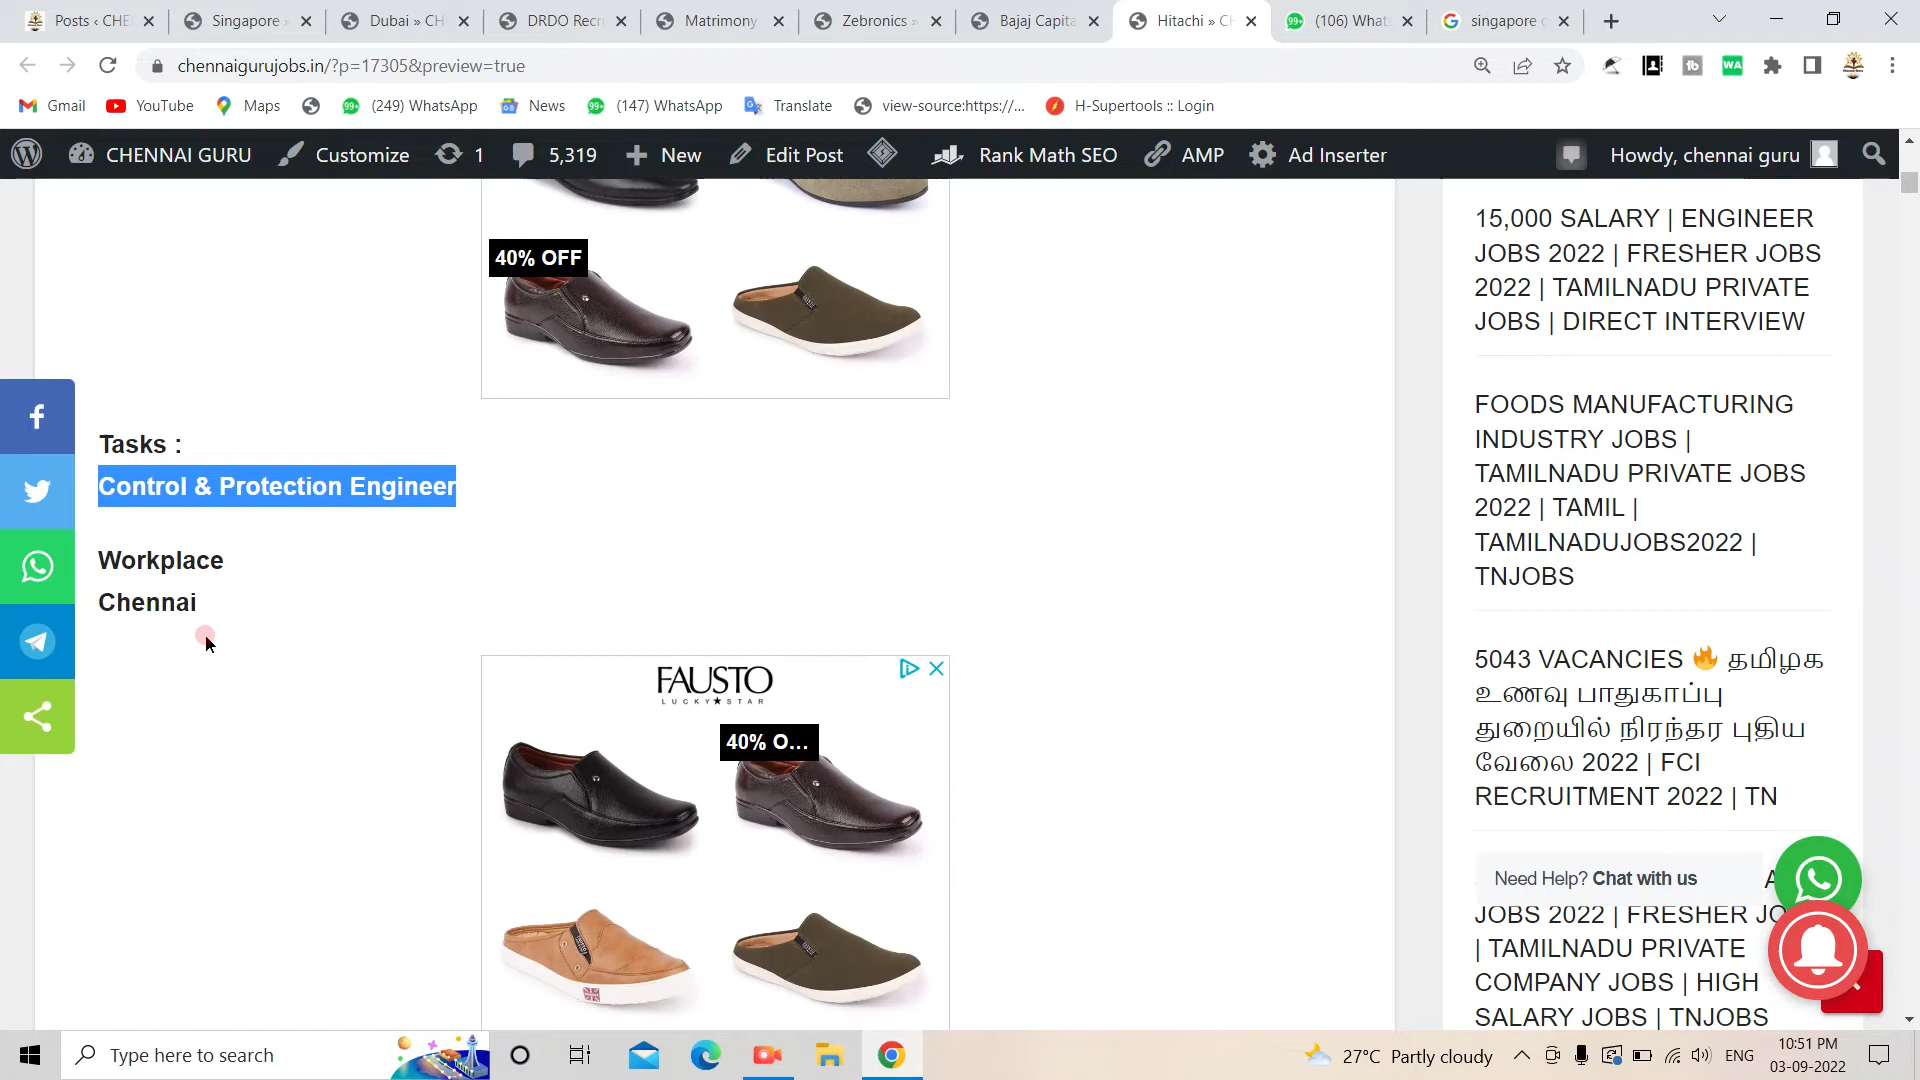 Posts ‹ CHE
Singapore »
Dubai » CH
DRDO Recr
Matrimony
Zebronics »
Bajaj Capita
Hitachi » CH
(106) What
singapore
chennaigurujobs.in/?p=17305&preview=true
Gmail
YouTube
Maps
(249) WhatsApp
News
(147) WhatsApp
Translate
view-source:https://...
H-Supertools :: Login
CHENNAI GURU
Customize
1
5,319
New
Edit Post
Rank Math SEO
AMP
Ad Inserter
Howdy, chennai guru
40% OFF
Tasks :
Control & Protection Engineer
Workplace
Chennai
FAUSTO
LUCKY★STAR
40% O...
15,000 SALARY | ENGINEER
JOBS 2022 | FRESHER JOBS
2022 | TAMILNADU PRIVATE
JOBS | DIRECT INTERVIEW
FOODS MANUFACTURING
INDUSTRY JOBS |
TAMILNADU PRIVATE JOBS
2022 | TAMIL |
TAMILNADUJOBS2022 |
TNJOBS
5043 VACANCIES 🔥 தமிழக
உணவு பாதுகாப்பு
துறையில் நிரந்தர புதிய
வேலை 2022 | FCI
RECRUITMENT 2022 | TN
Need Help? Chat with us
JOBS 2022 | FRESHER JO
| TAMILNADU PRIVATE
COMPANY JOBS | HIGH
SALARY JOBS | TNJOBS
Type here to search
27°C Partly cloudy
ENG
10:51 PM
03-09-2022